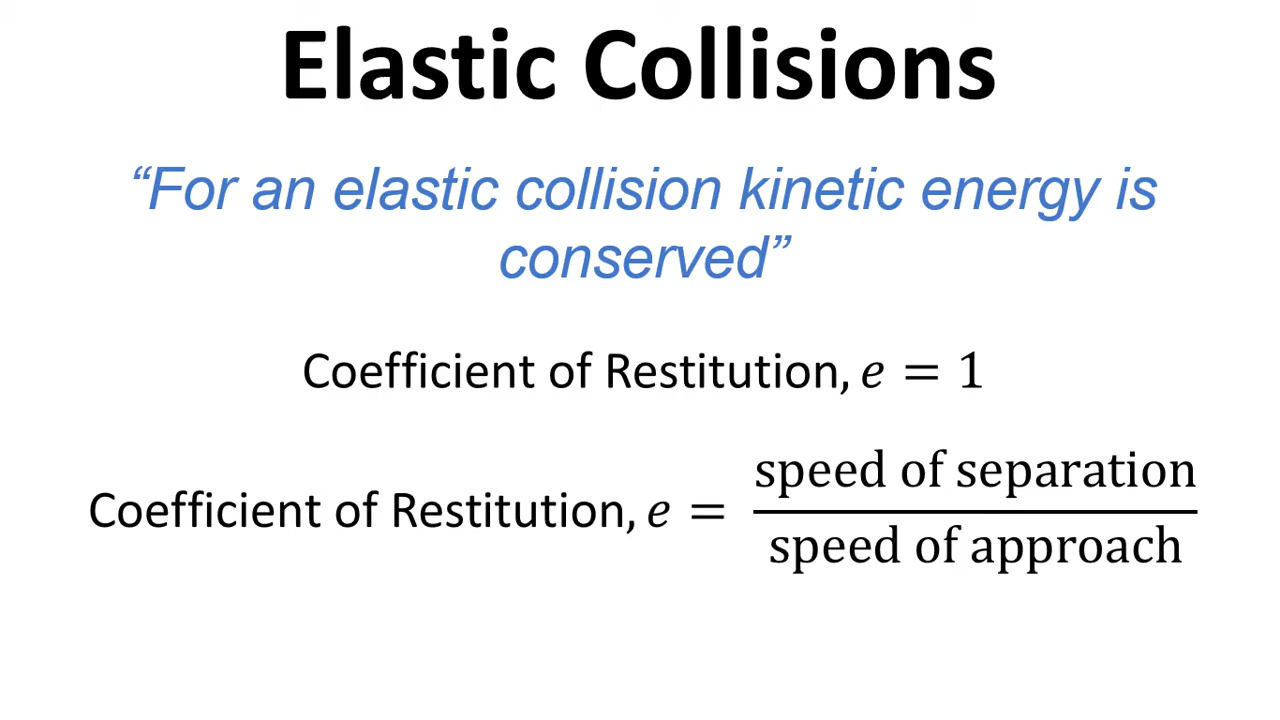 Elastic Collisions
“For an elastic collision kinetic energy is
conserved”
Coefficient of Restitution, e = 1
Coefficient of Restitution, e = speed of separation
speed of approach